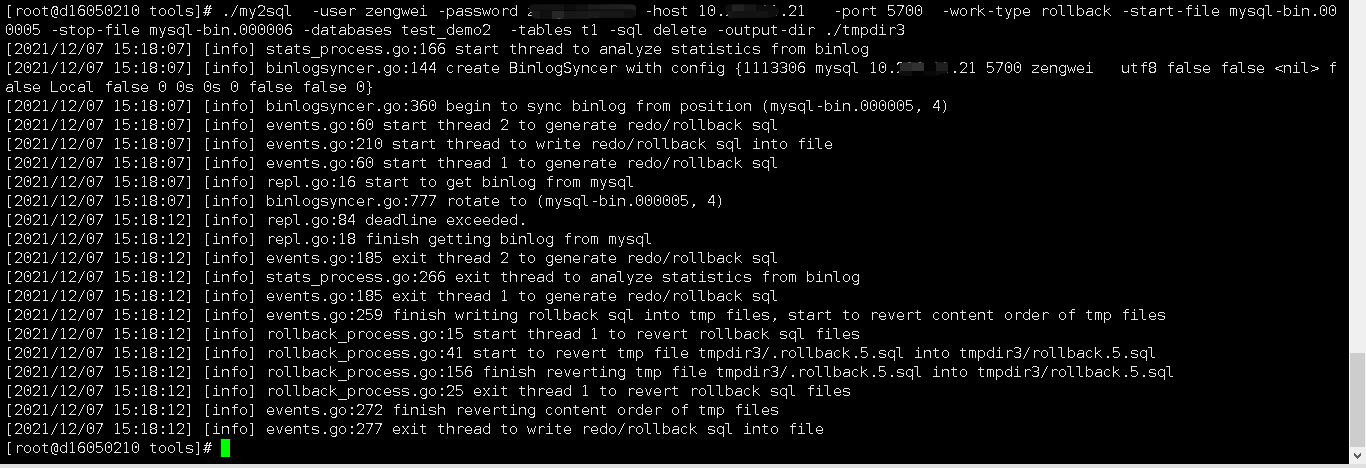 [root@d16050210 tools]# ./my2sql  -user zengwei -password -host 10. .21   -port 5700  -work-type rollback -start-file mysql-bin.00
0005 -stop-file mysql-bin.000006 -databases test_demo2  -tables t1 -sql delete -output-dir ./tmpdir3
[2021/12/07 15:18:07] [info] stats_process.go:166 start thread to analyze statistics from binlog
[2021/12/07 15:18:07] [info] binlogsyncer.go:144 create BinlogSyncer with config {1113306 mysql 10. .21 5700 zengwei   utf8 false false <nil> f
alse Local false 0 0s 0s 0 false false 0}
[2021/12/07 15:18:07] [info] binlogsyncer.go:360 begin to sync binlog from position (mysql-bin.000005, 4)
[2021/12/07 15:18:07] [info] events.go:60 start thread 2 to generate redo/rollback sql
[2021/12/07 15:18:07] [info] events.go:210 start thread to write redo/rollback sql into file
[2021/12/07 15:18:07] [info] events.go:60 start thread 1 to generate redo/rollback sql
[2021/12/07 15:18:07] [info] repl.go:16 start to get binlog from mysql
[2021/12/07 15:18:07] [info] binlogsyncer.go:777 rotate to (mysql-bin.000005, 4)
[2021/12/07 15:18:12] [info] repl.go:84 deadline exceeded.
[2021/12/07 15:18:12] [info] repl.go:18 finish getting binlog from mysql
[2021/12/07 15:18:12] [info] events.go:185 exit thread 2 to generate redo/rollback sql
[2021/12/07 15:18:12] [info] stats_process.go:266 exit thread to analyze statistics from binlog
[2021/12/07 15:18:12] [info] events.go:185 exit thread 1 to generate redo/rollback sql
[2021/12/07 15:18:12] [info] events.go:259 finish writing rollback sql into tmp files, start to revert content order of tmp files
[2021/12/07 15:18:12] [info] rollback_process.go:15 start thread 1 to revert rollback sql files
[2021/12/07 15:18:12] [info] rollback_process.go:41 start to revert tmp file tmpdir3/.rollback.5.sql into tmpdir3/rollback.5.sql
[2021/12/07 15:18:12] [info] rollback_process.go:156 finish reverting tmp file tmpdir3/.rollback.5.sql into tmpdir3/rollback.5.sql
[2021/12/07 15:18:12] [info] rollback_process.go:25 exit thread 1 to revert rollback sql files
[2021/12/07 15:18:12] [info] events.go:272 finish reverting content order of tmp files
[2021/12/07 15:18:12] [info] events.go:277 exit thread to write redo/rollback sql into file
[root@d16050210 tools]#